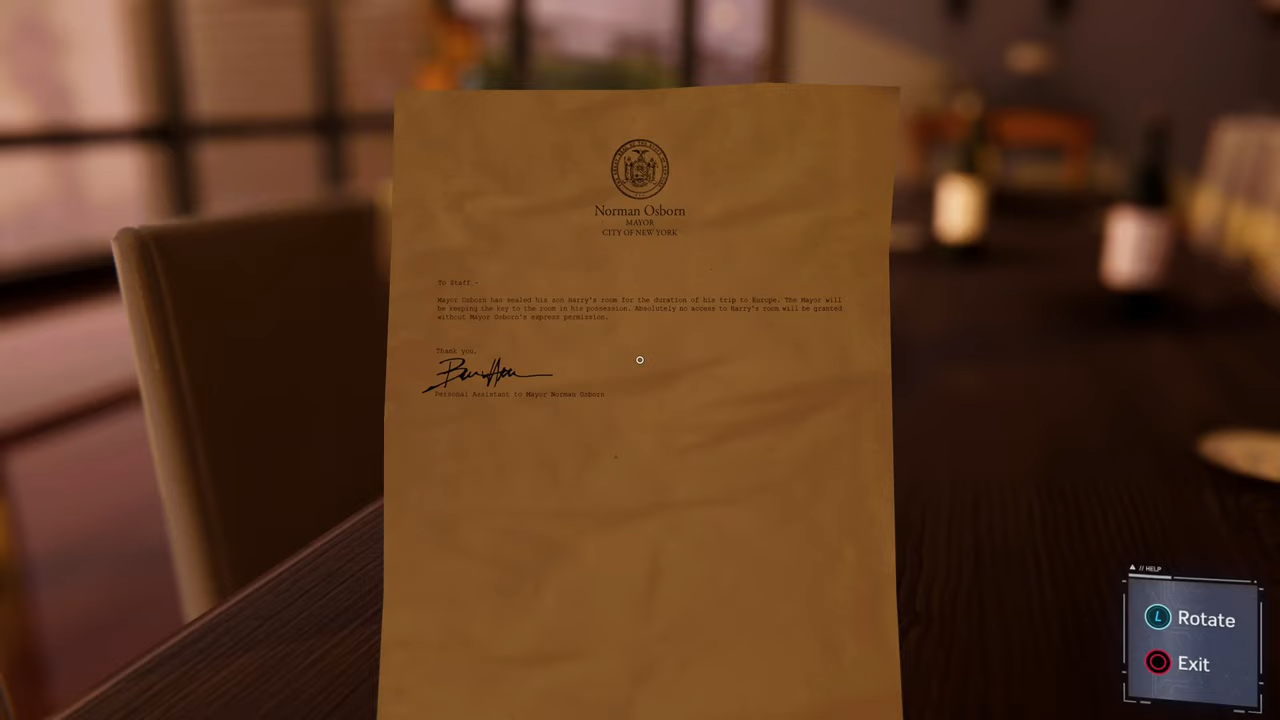 Norman Osborn
MAYOR
CITY OF NEW YORK
To Staff -
Mayor Osborn has sealed his son Harry's room for the duration of his trip to Europe. The Mayor will
be keeping the key to the room in his possession. Absolutely no access to Harry's room will be granted
without Mayor Osborn's express permission.
Thank you,
Personal Assistant to Mayor Norman Osborn
// HELP
L Rotate
Exit